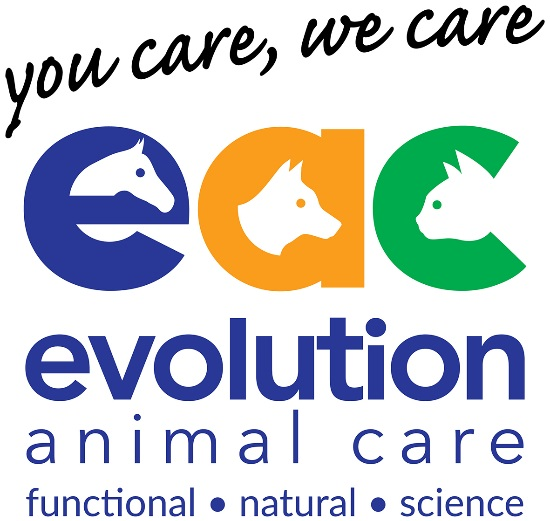 you care, we care
eac
evolution
animal care
functional • natural • science